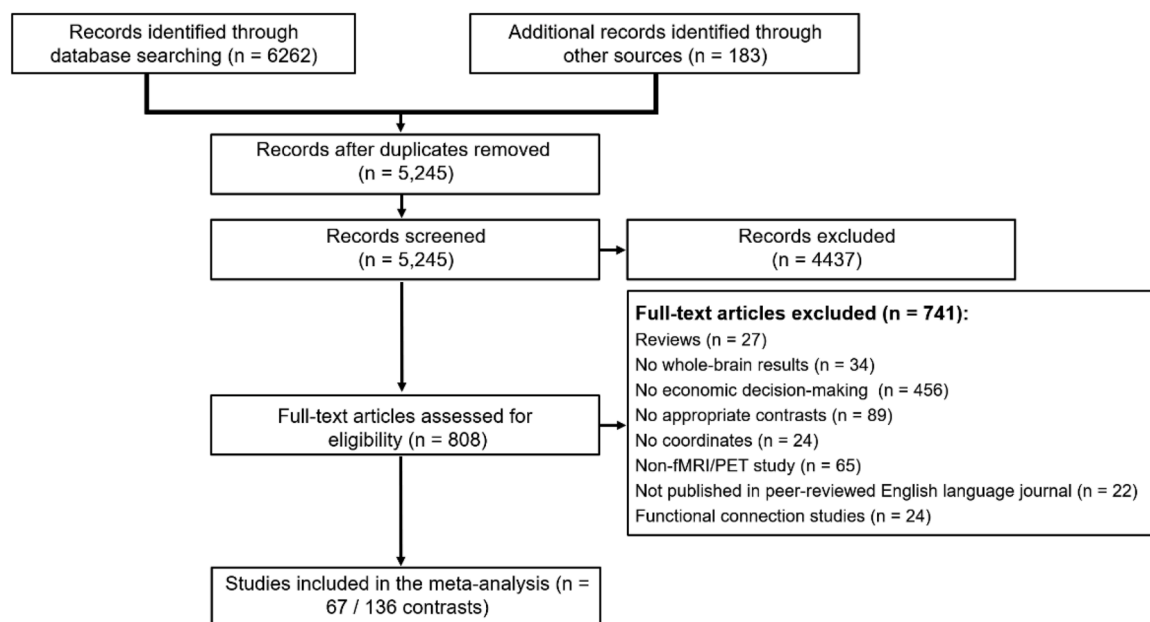 Records identified through
database searching (n = 6262)
Additional records identified through
other sources (n = 183)
Records after duplicates removed
(n = 5,245)
Records screened
(n = 5,245)
Records excluded
(n = 4437)
Full-text articles assessed for
eligibility (n = 808)
Full-text articles excluded (n = 741):
Reviews (n = 27)
No whole-brain results (n = 34)
No economic decision-making (n = 456)
No appropriate contrasts (n = 89)
No coordinates (n = 24)
Non-fMRI/PET study (n = 65)
Not published in peer-reviewed English language journal (n = 22)
Functional connection studies (n = 24)
Studies included in the meta-analysis (n =
67 / 136 contrasts)